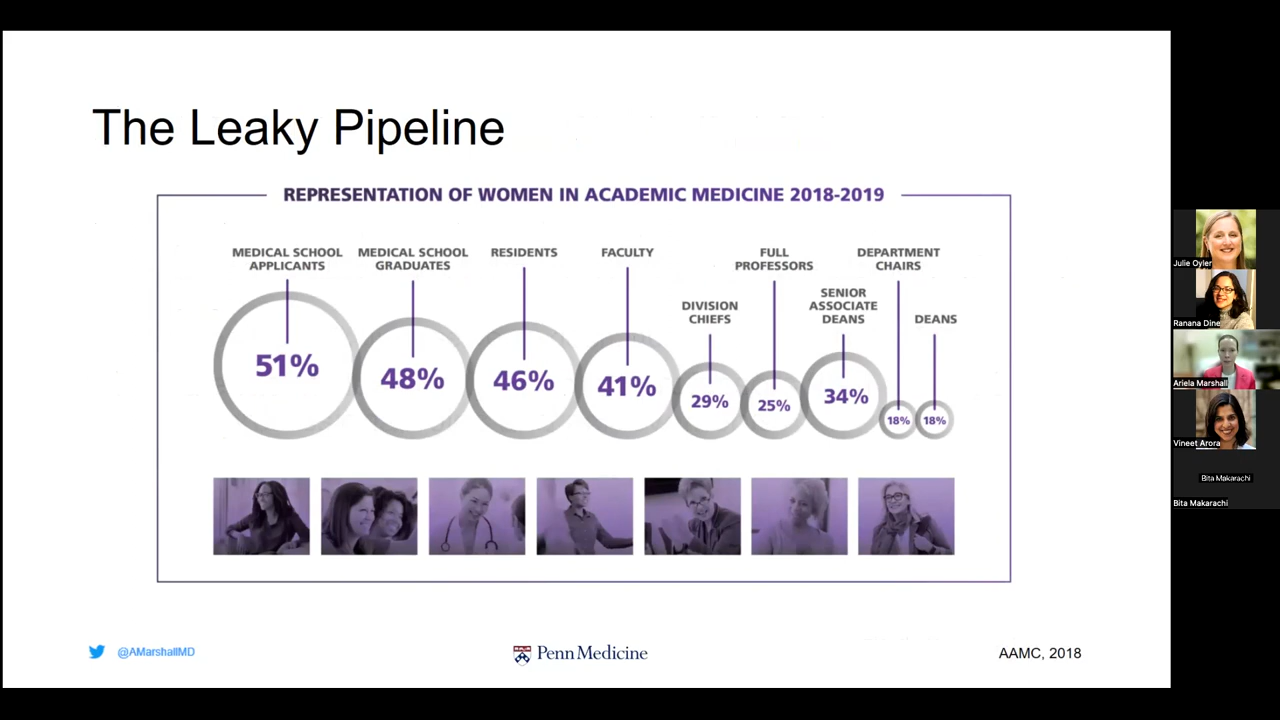 The Leaky Pipeline
REPRESENTATION OF WOMEN IN ACADEMIC MEDICINE 2018-2019
MEDICAL SCHOOL
APPLICANTS
MEDICAL SCHOOL
GRADUATES
RESIDENTS
FACULTY
DIVISION
CHIEFS
FULL
PROFESSORS
SENIOR
ASSOCIATE
DEANS
DEPARTMENT
CHAIRS
DEANS
51%
48%
46%
41%
29%
25%
34%
18%
18%
@AMarshallMD
Penn Medicine
AAMC, 2018
Julie Oyler
Ranana Dine
Ariela Marshall
Vineet Arora
Bita Makarachi
Bita Makarachi